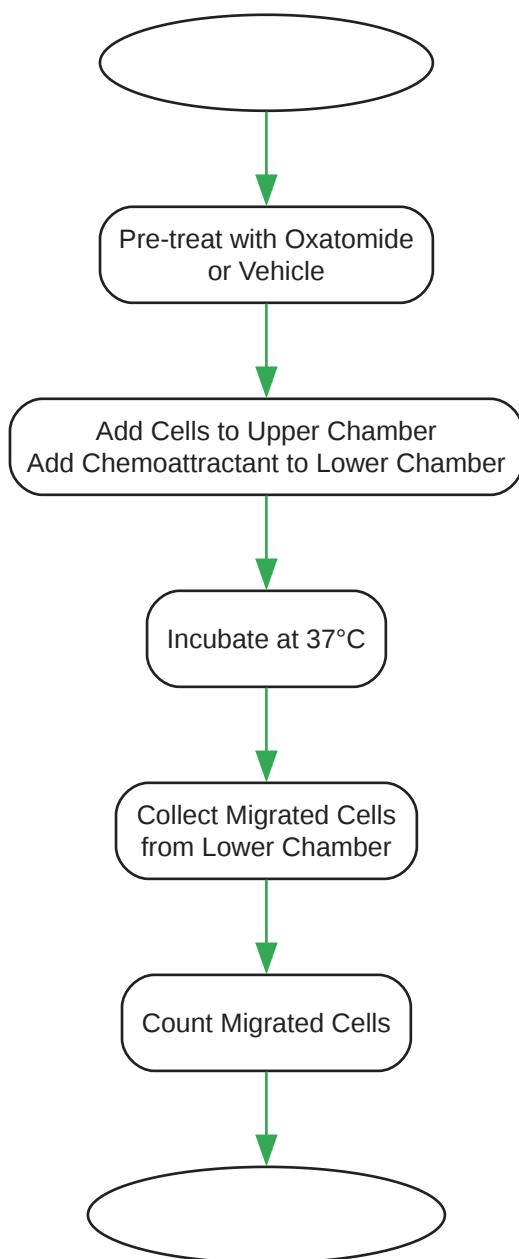 Pre-treat with Oxatomide
or Vehicle
Add Cells to Upper Chamber
Add Chemoattractant to Lower Chamber
Incubate at 37°C
Collect Migrated Cells
from Lower Chamber
Count Migrated Cells